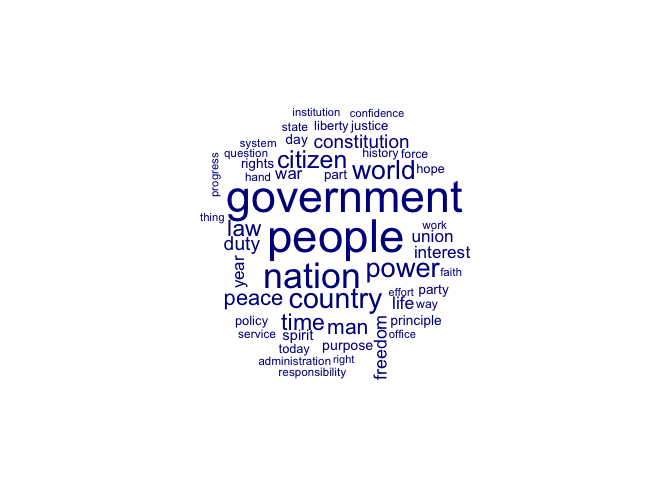 institution confidence
state liberty justice
system day constitution
question citizen history force
progress rights war part world hope
hand
government
thing law people work
duty union
interest
year nation power faith
peace country effort party
life way
policy time man freedom principle
service spirit office
today purpose
administration right
responsibility